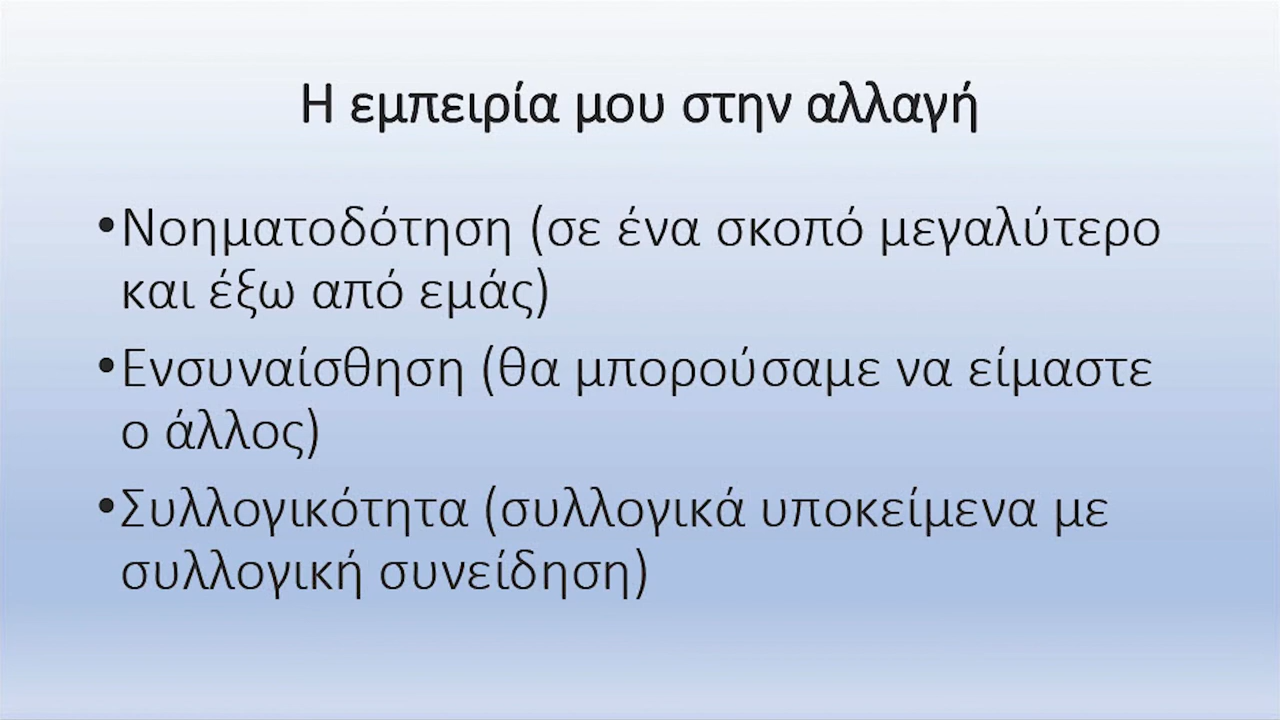 Η εμπειρία μου στην αλλαγή
•Νοηματοδότηση (σε ένα σκοπό μεγαλύτερο
και έξω από εμάς)
•Ενσυναίσθηση (θα μπορούσαμε να είμαστε
ο άλλος)
•Συλλογικότητα (συλλογικά υποκείμενα με
συλλογική συνείδηση)